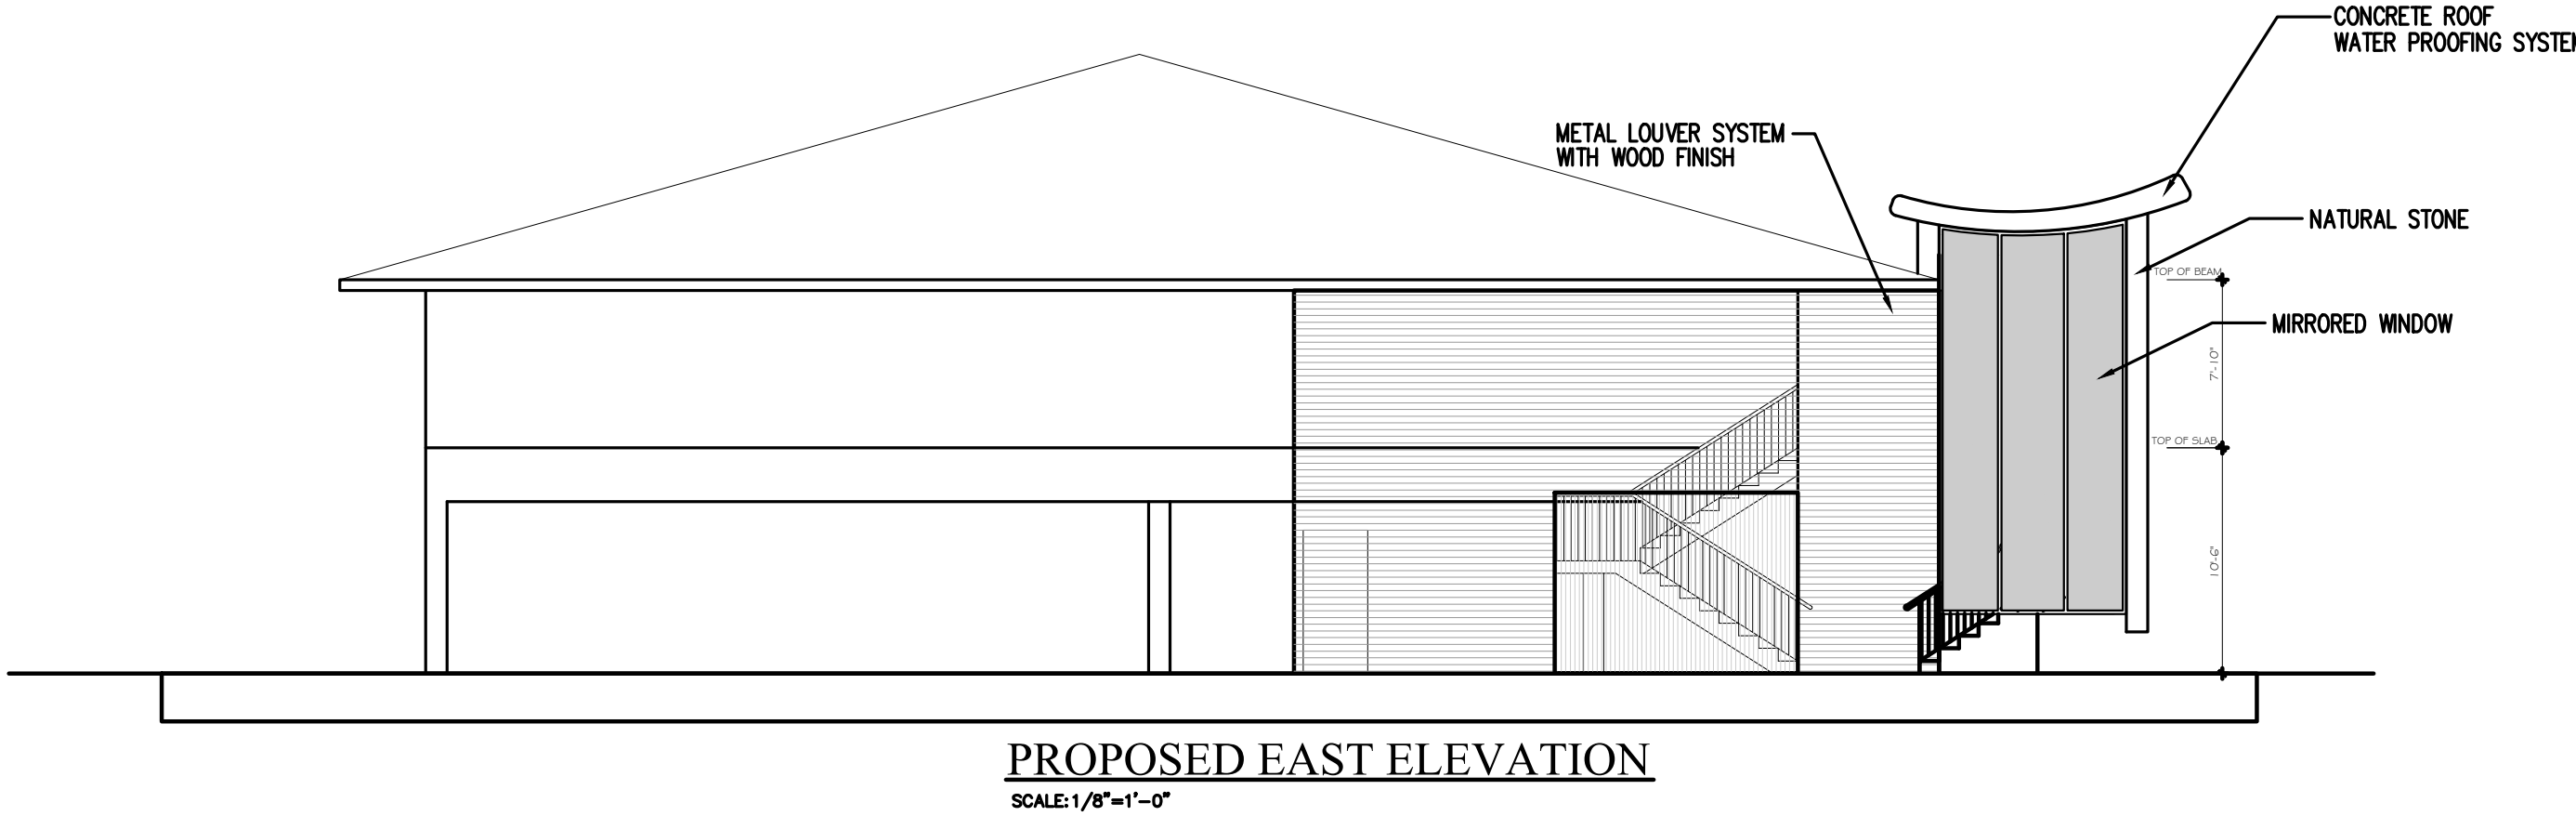 CONCRETE ROOF
WATER PROOFING SYSTEM
METAL LOUVER SYSTEM
WITH WOOD FINISH
NATURAL STONE
TOP OF BEAM
MIRRORED WINDOW
7'-10"
TOP OF SLAB
10'-6"
PROPOSED EAST ELEVATION
SCALE:1/8"=1'-0"